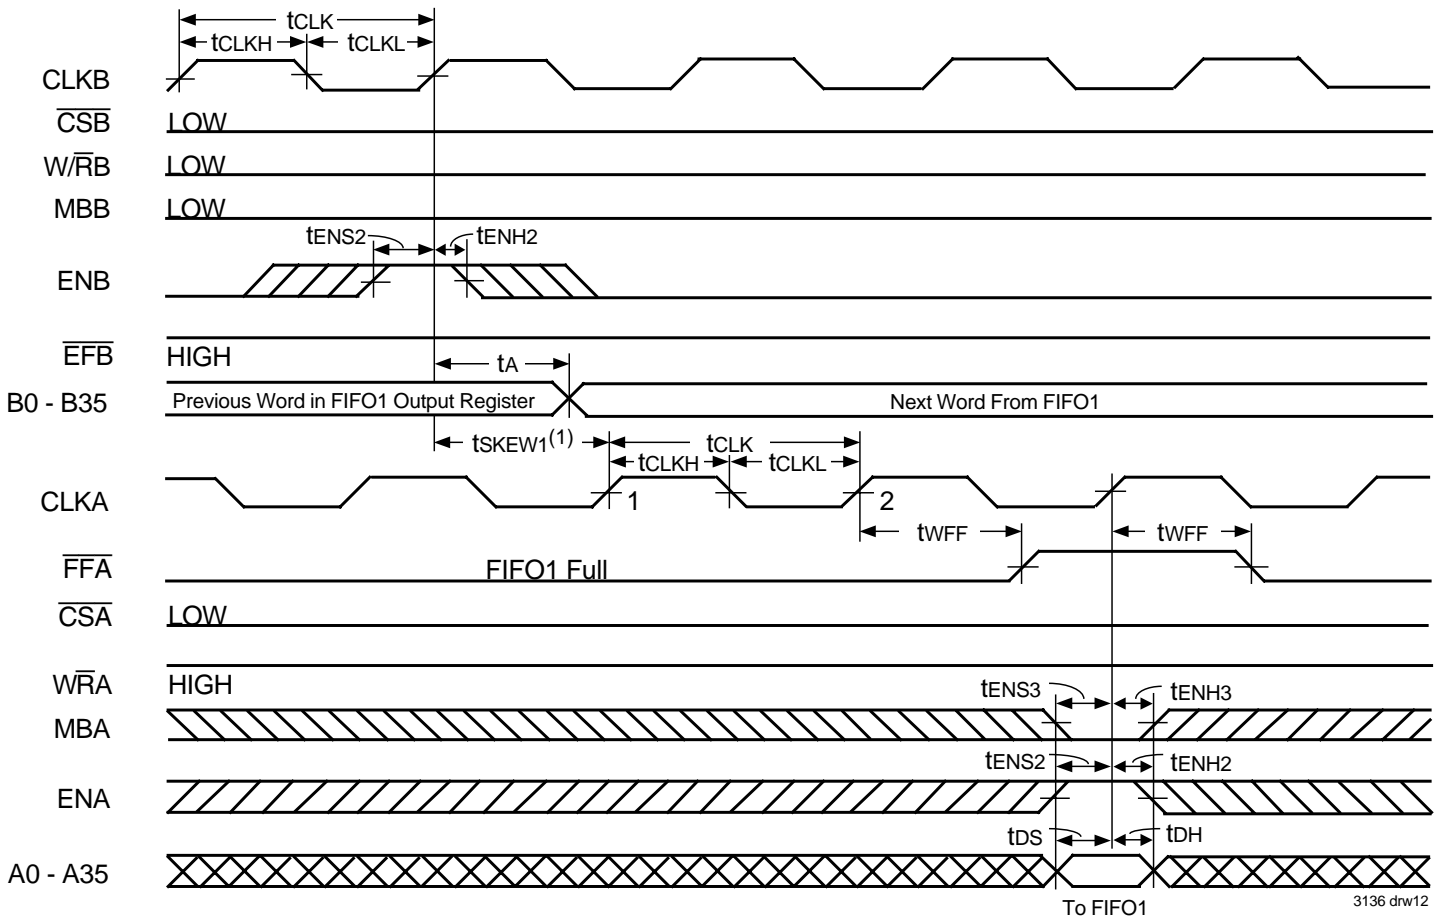 tCLK
tCLKH tCLKL
CLKB
CSB LOW
W/RB LOW
MBB LOW
tENS2 tENH2
ENB
EFB HIGH
tA
B0 - B35 Previous Word in FIFO1 Output Register Next Word From FIFO1
tSKEW1(1) tCLK
tCLKH tCLKL
CLKA 1 2
tWFF tWFF
FFA FIFO1 Full
CSA LOW
WRA HIGH
tENS3 tENH3
MBA
tENS2 tENH2
ENA
tDS tDH
A0 - A35
To FIFO1
3136 drw12